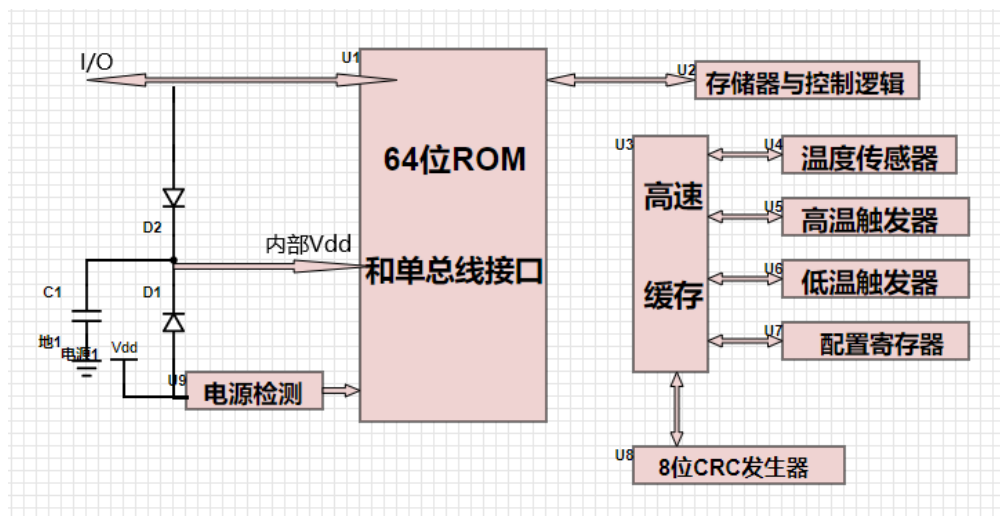 I/O
U1
64位ROM
和单总线接口
D2
内部Vdd
C1
D1
地1
电源1
Vdd
U9
电源检测
U2
存储器与控制逻辑
U3
高速
缓存
U4
温度传感器
U5
高温触发器
U6
低温触发器
U7
配置寄存器
U8
8位CRC发生器